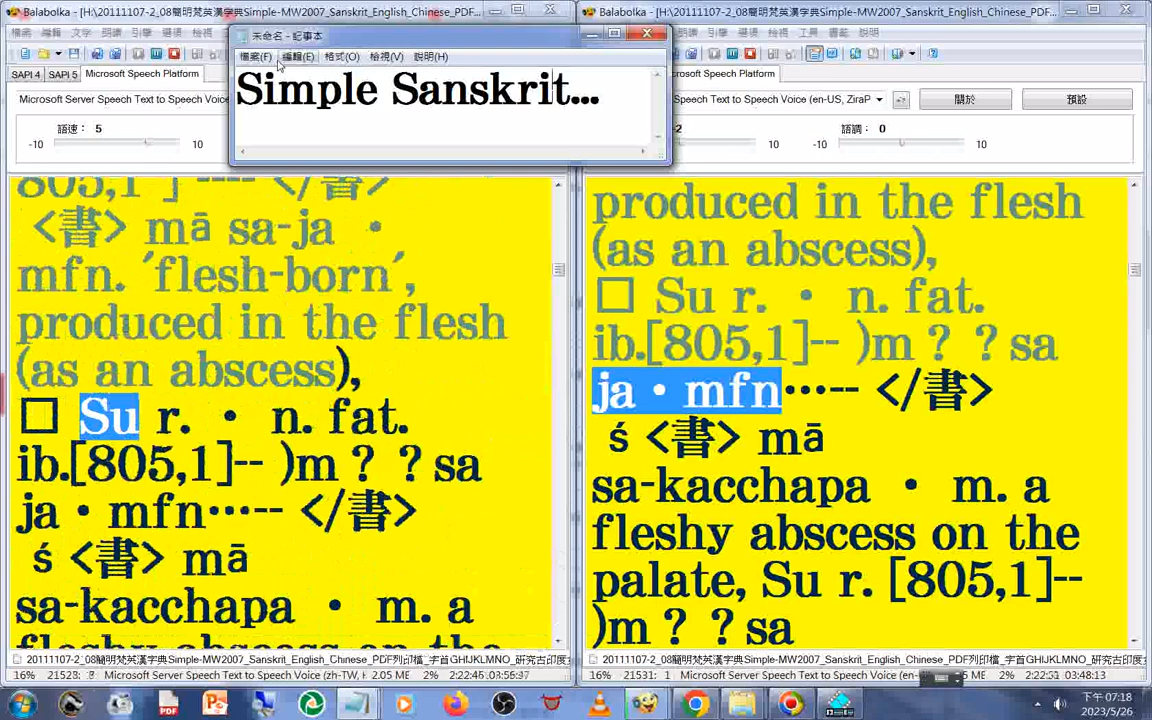 Balabolka - [H:\20111107-2_08簡明梵英漢字典Simple-MW2007_Sanskrit_English_Chinese_PDF...
Balabolka - [H:\20111107-2_08簡明梵英漢字典Simple-MW2007_Sanskrit_English_Chinese_PDF...
未命名 - 記事本
檔案(F) 編輯(E) 格式(O) 檢視(V) 說明(H)
Simple Sanskrit...
SAPI 4 SAPI 5 Microsoft Speech Platform
Microsoft Server Speech Text to Speech Voice
語速： 5
-10 10
Microsoft Speech Platform
Microsoft Server Speech Text to Speech Voice (en-US, ZiraP
關於 預設
-2 語調： 0
10 -10 10
805,1 ] ---- </書>
<書> mā sa-ja •
mfn. 'flesh-born',
produced in the flesh
(as an abscess),
□ Su r. • n. fat.
ib.[805,1]-- )m？？sa
ja • mfn…-- </書>
ś <書> mā
sa-kacchapa • m. a
fleshy abscess on the
produced in the flesh
(as an abscess),
□ Su r. • n. fat.
ib.[805,1]-- )m？？sa
ja • mfn…-- </書>
ś <書> mā
sa-kacchapa • m. a
fleshy abscess on the
palate, Su r. [805,1]--
)m？？sa
20111107-2_08簡明梵英漢字典Simple-MW2007_Sanskrit_English_Chinese_PDF列印檔_字首GHIJKLMNO_研究古印度
20111107-2_08簡明梵英漢字典Simple-MW2007_Sanskrit_English_Chinese_PDF列印檔_字首GHIJKLMNO_研究古印度
16% 21523: Microsoft Server Speech Text to Speech Voice (zh-TW, 2.05 ME 2% 2:22:45
16% 21531: Microsoft Server Speech Text to Speech Voice 2% 2:22:51 03:48:13
下午 07:18
2023/5/26